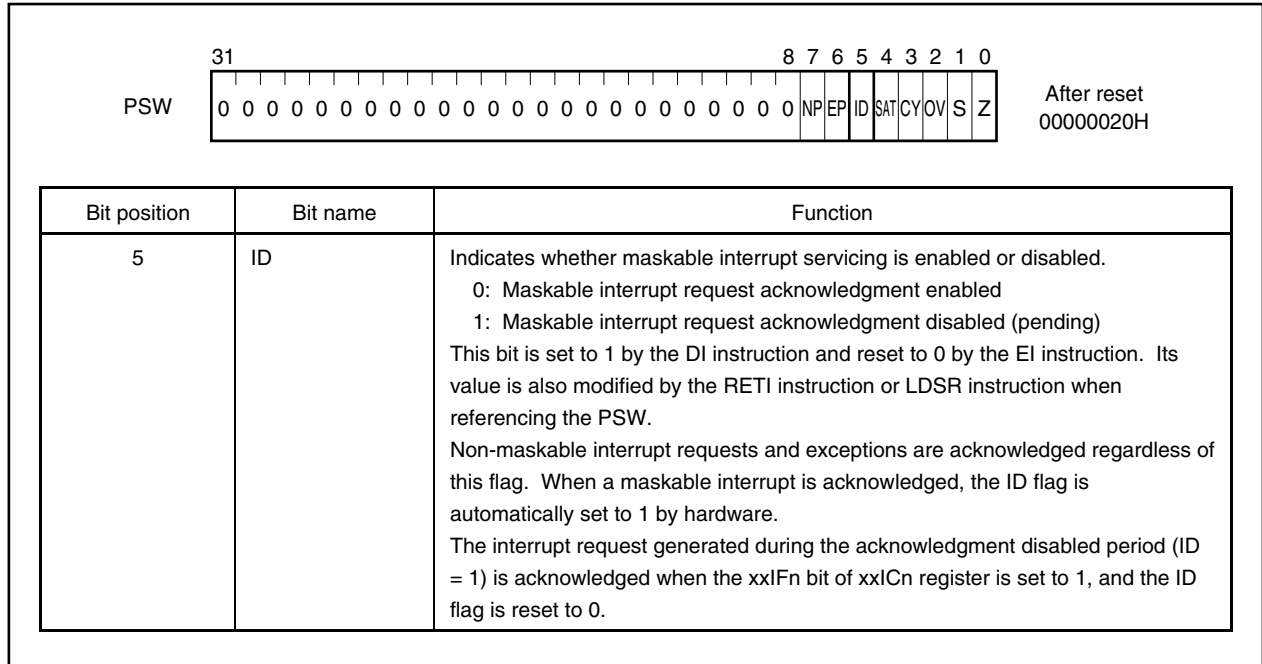 31 8 7 6 5 4 3 2 1 0
PSW 0 0 0 0 0 0 0 0 0 0 0 0 0 0 0 0 0 0 0 0 0 0 0 0 NP EP ID SAT CY OV S Z After reset
00000020H
Bit position Bit name Function
5 ID Indicates whether maskable interrupt servicing is enabled or disabled.
0: Maskable interrupt request acknowledgment enabled
1: Maskable interrupt request acknowledgment disabled (pending)
This bit is set to 1 by the DI instruction and reset to 0 by the EI instruction. Its
value is also modified by the RETI instruction or LDSR instruction when
referencing the PSW.
Non-maskable interrupt requests and exceptions are acknowledged regardless of
this flag. When a maskable interrupt is acknowledged, the ID flag is
automatically set to 1 by hardware.
The interrupt request generated during the acknowledgment disabled period (ID
= 1) is acknowledged when the xxIFn bit of xxICn register is set to 1, and the ID
flag is reset to 0.